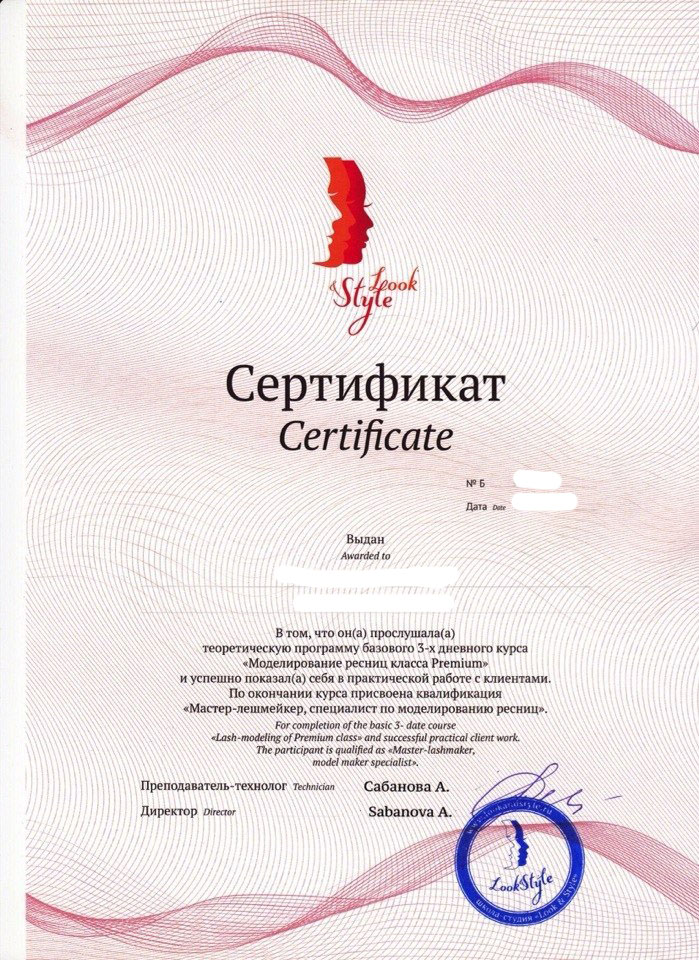 Look
& Style
Сертификат
Certificate
№ Б
Дата Date
Выдан
Awarded to
В том, что он(а) прослушала(а)
теоретическую программу базового 3-х дневного курса
«Моделирование ресниц класса Premium»
и успешно показал(а) себя в практической работе с клиентами.
По окончании курса присвоена квалификация
«Мастер-лешмейкер, специалист по моделированию ресниц».
For completion of the basic 3- date course
«Lash-modeling of Premium class» and successful practical client work.
The participant is qualified as «Master-lashmaker,
model maker specialist».
Преподаватель-технолог Technician Сабанова А.
Директор Director Sabanova A.
www.lookandstyle.ru
LookStyle
школа-студия «Look & Style»